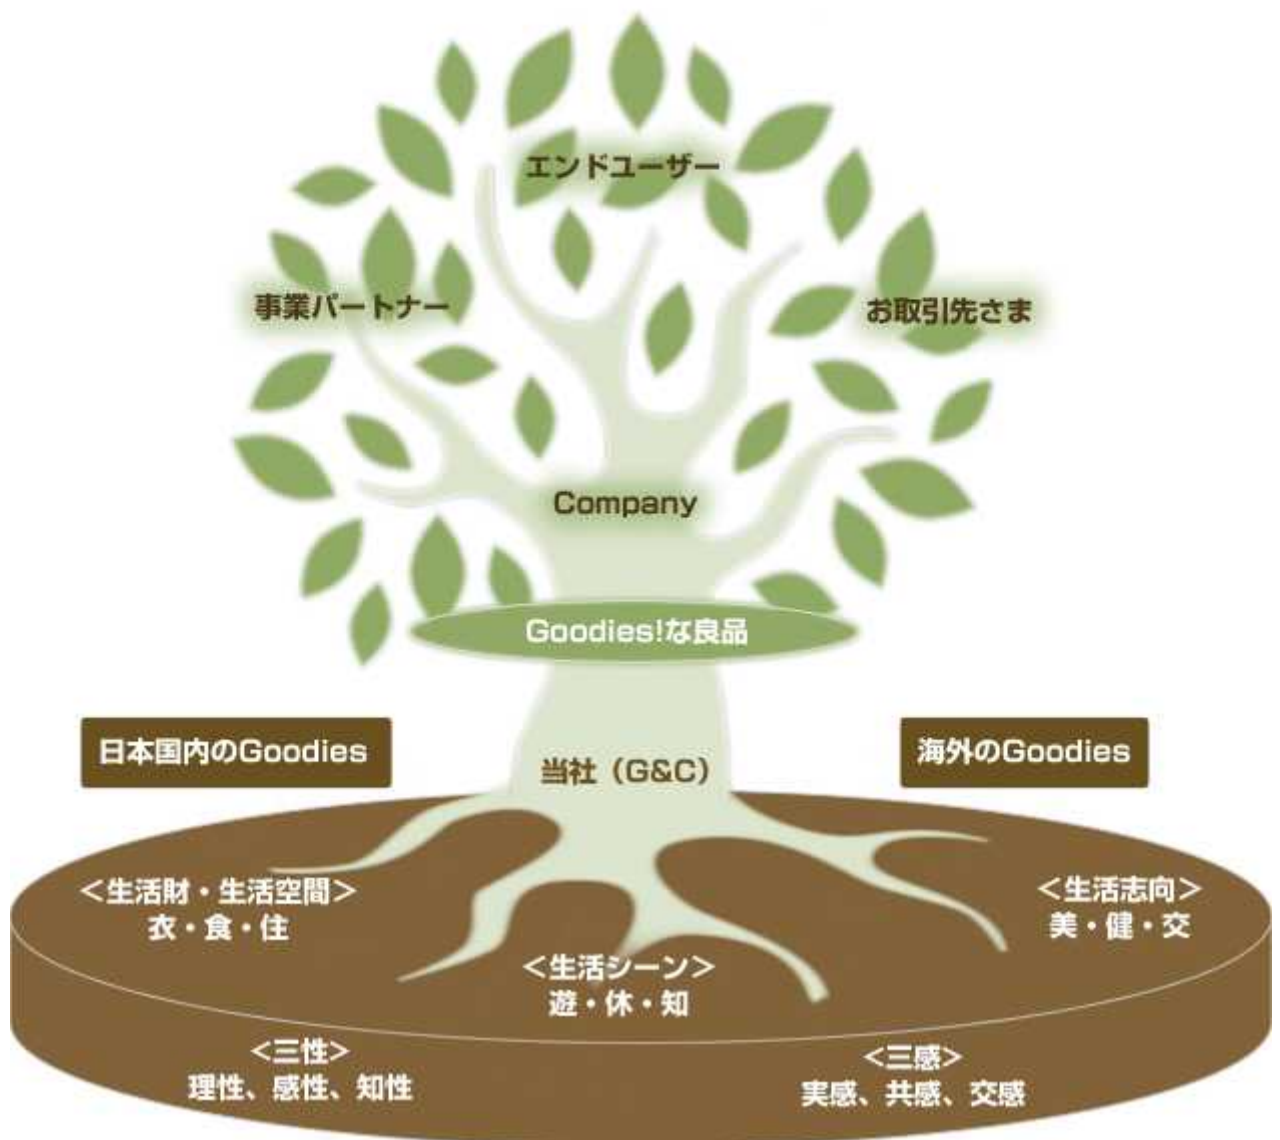 エンドユーザー
事業パートナー
お取引先さま
Company
Goodies!な良品
日本国内のGoodies
海外のGoodies
当社（G&C）
＜生活財・生活空間＞
衣・食・住
＜生活志向＞
美・健・交
＜生活シーン＞
遊・休・知
＜三性＞
理性、感性、知性
＜三感＞
実感、共感、交感